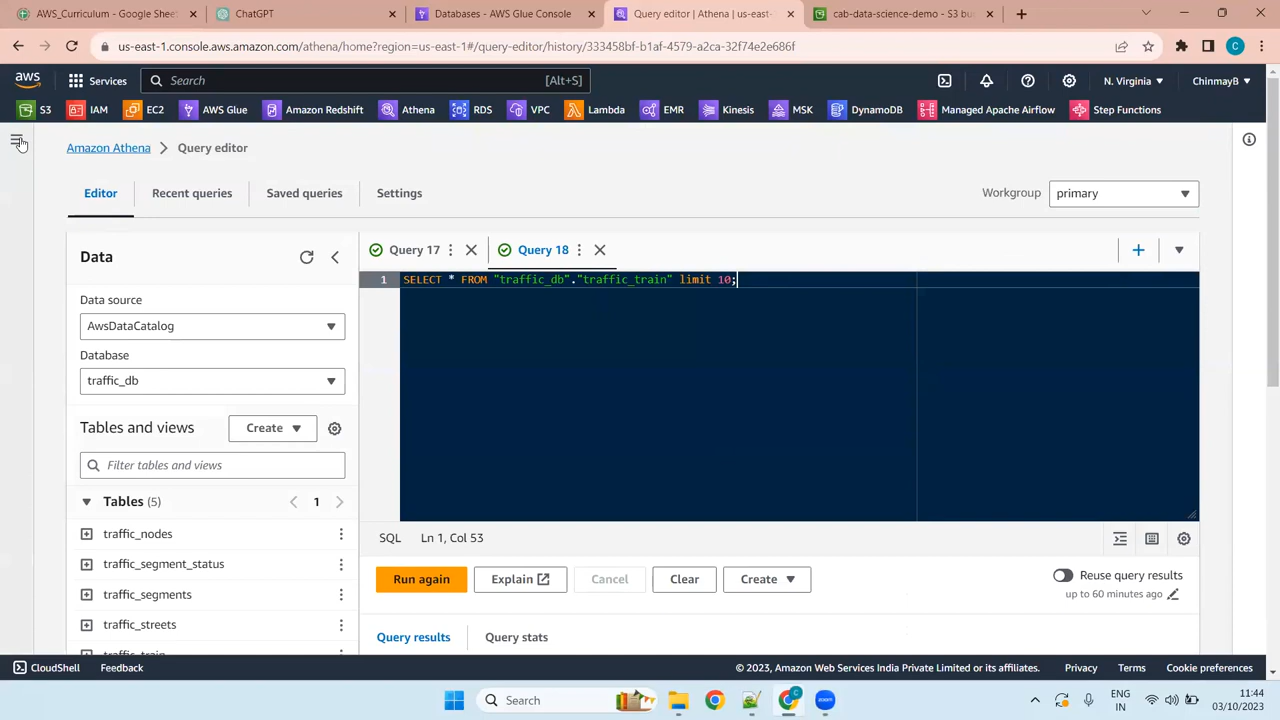 AWS_Curriculum - Google Sheet
ChatGPT
Databases - AWS Glue Console
Query editor | Athena | us-east-
cab-data-science-demo - S3 bu
us-east-1.console.aws.amazon.com/athena/home?region=us-east-1#/query-editor/history/333458bf-b1af-4579-a2ca-32f74e2e686f
C
aws
Services
Search
[Alt+S]
N. Virginia
ChinmayB
S3
IAM
EC2
AWS Glue
Amazon Redshift
Athena
RDS
VPC
Lambda
EMR
Kinesis
MSK
DynamoDB
Managed Apache Airflow
Step Functions
Amazon Athena
Query editor
Editor
Recent queries
Saved queries
Settings
Workgroup
primary
Data
Data source
AwsDataCatalog
Database
traffic_db
Tables and views
Create
Filter tables and views
Tables (5)
1
traffic_nodes
traffic_segment_status
traffic_segments
traffic_streets
traffic_train
Query 17
Query 18
1
SELECT * FROM "traffic_db"."traffic_train" limit 10;
SQL
Ln 1, Col 53
Run again
Explain
Cancel
Clear
Create
Reuse query results
up to 60 minutes ago
Query results
Query stats
CloudShell
Feedback
© 2023, Amazon Web Services India Private Limited or its affiliates.
Privacy
Terms
Cookie preferences
Search
C
zoom
ENG
IN
11:44
03/10/2023